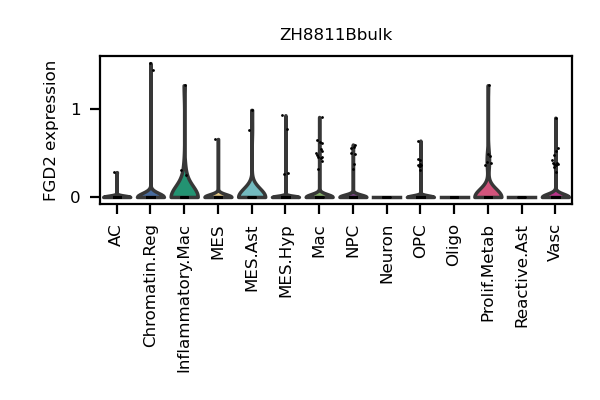 ZH8811Bbulk
FGD2 expression
1
0
AC
Chromatin.Reg
Inflammatory.Mac
MES
MES.Ast
MES.Hyp
Mac
NPC
Neuron
OPC
Oligo
Prolif.Metab
Reactive.Ast
Vasc